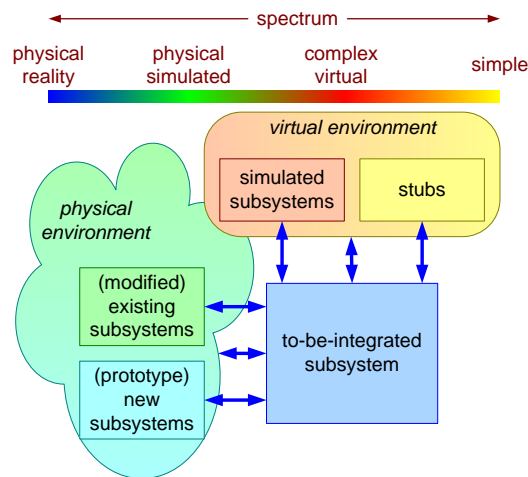 spectrum
physical
reality
physical
simulated
complex
virtual
simple
virtual environment
simulated
subsystems
stubs
physical
environment
(modified)
existing
subsystems
to-be-integrated
subsystem
(prototype)
new
subsystems